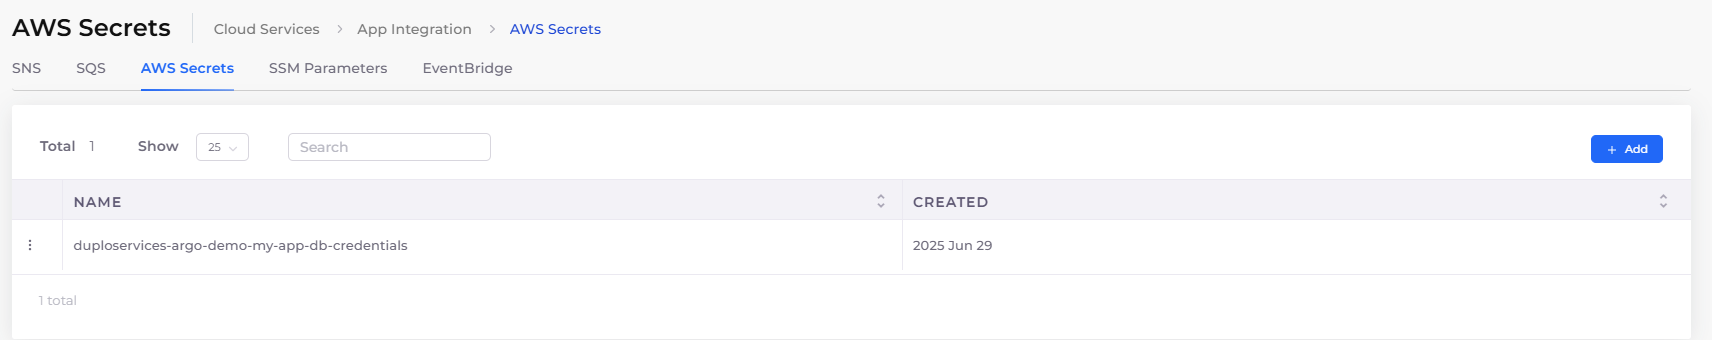 AWS Secrets Cloud Services > App Integration > AWS Secrets
SNS SQS AWS Secrets SSM Parameters EventBridge
Total 1 Show 25 Search + Add
NAME CREATED
duploservices-argo-demo-my-app-db-credentials 2025 Jun 29
1 total